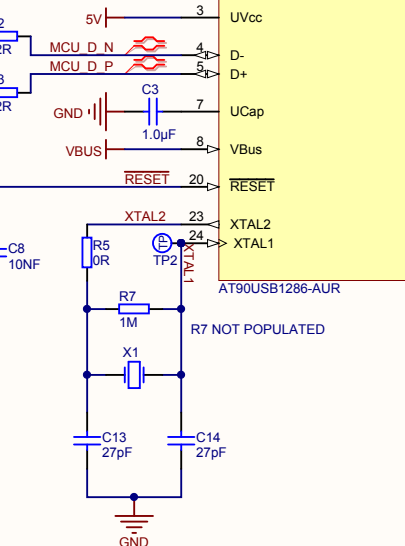 5V
3
UVcc
2
2R
MCU_D_N
4
D-
MCU_D_P
5
D+
3
2R
C3
GND
7
UCap
1.0µF
VBUS
8
VBus
RESET
20
RESET
XTAL2
23
XTAL2
C8
10NF
R5
0R
TP
TP2
XTAL1
24
XTAL1
AT90USB1286-AUR
R7
1M
R7 NOT POPULATED
X1
C13
27pF
C14
27pF
GND